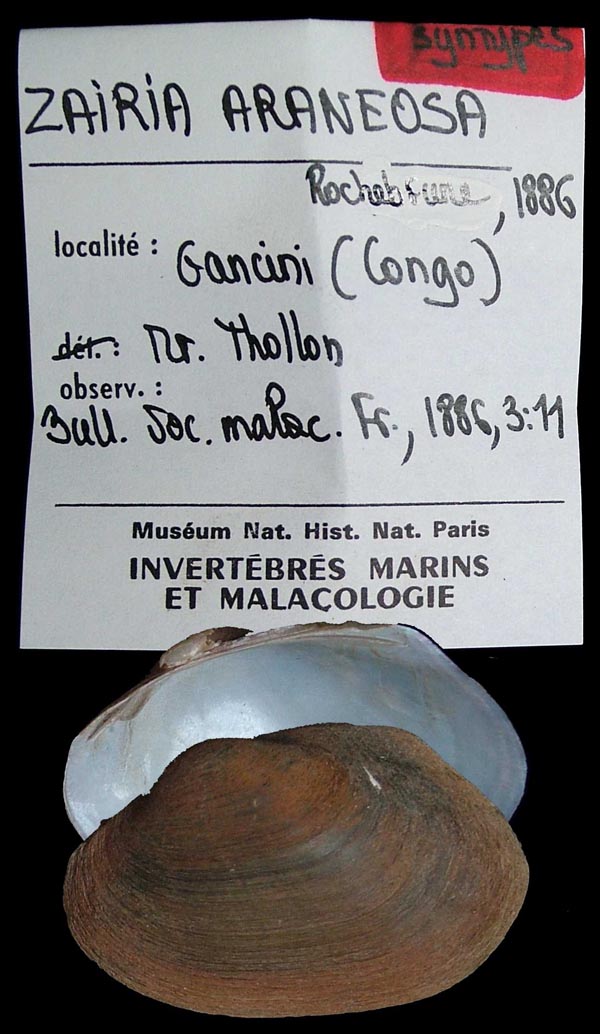 syntypes
ZAIRIA ARANEOSA
Rochebrune, 1886
localité : Gancini (Congo)
dét. : Mr. Thollon
observ. :
Bull. Soc. malac. Fr., 1886, 3:11
Muséum Nat. Hist. Nat. Paris
INVERTÉBRÉS MARINS
ET MALACOLOGIE